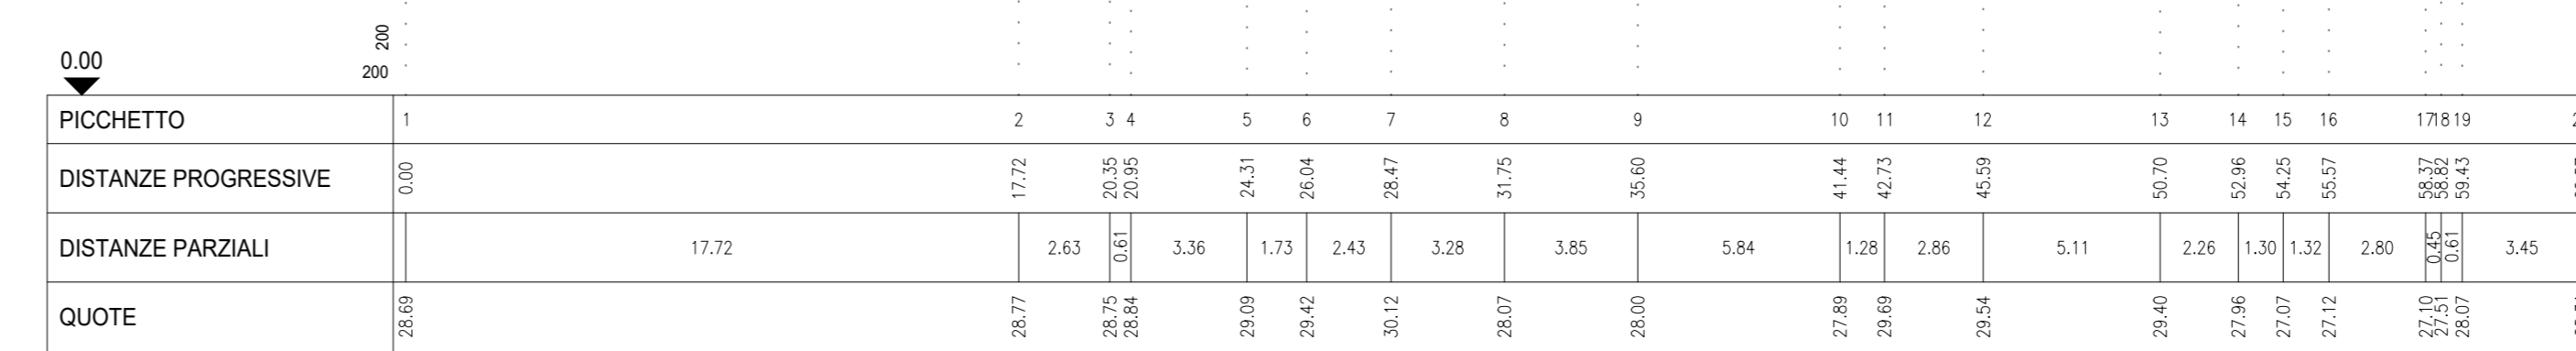 0.00
200
200
PICCHETTO 1 2 3 4 5 6 7 8 9 10 11 12 13 14 15 16 17 18 19
DISTANZE PROGRESSIVE 0.00 17.72 20.35 20.95 24.31 26.04 28.47 31.75 35.60 41.44 42.73 45.59 50.70 52.96 54.25 55.57 58.37 58.82 59.43
DISTANZE PARZIALI 17.72 2.63 0.61 3.36 1.73 2.43 3.28 3.85 5.84 1.28 2.86 5.11 2.26 1.30 1.32 2.80 0.45 0.61 3.45
QUOTE 28.69 28.77 28.75 28.84 29.09 29.42 30.12 28.07 28.00 27.89 29.69 29.54 29.40 27.96 27.07 27.12 27.10 27.51 28.07